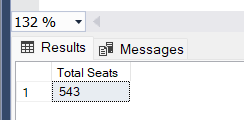 132 %
Results Messages
Total Seats
1 543